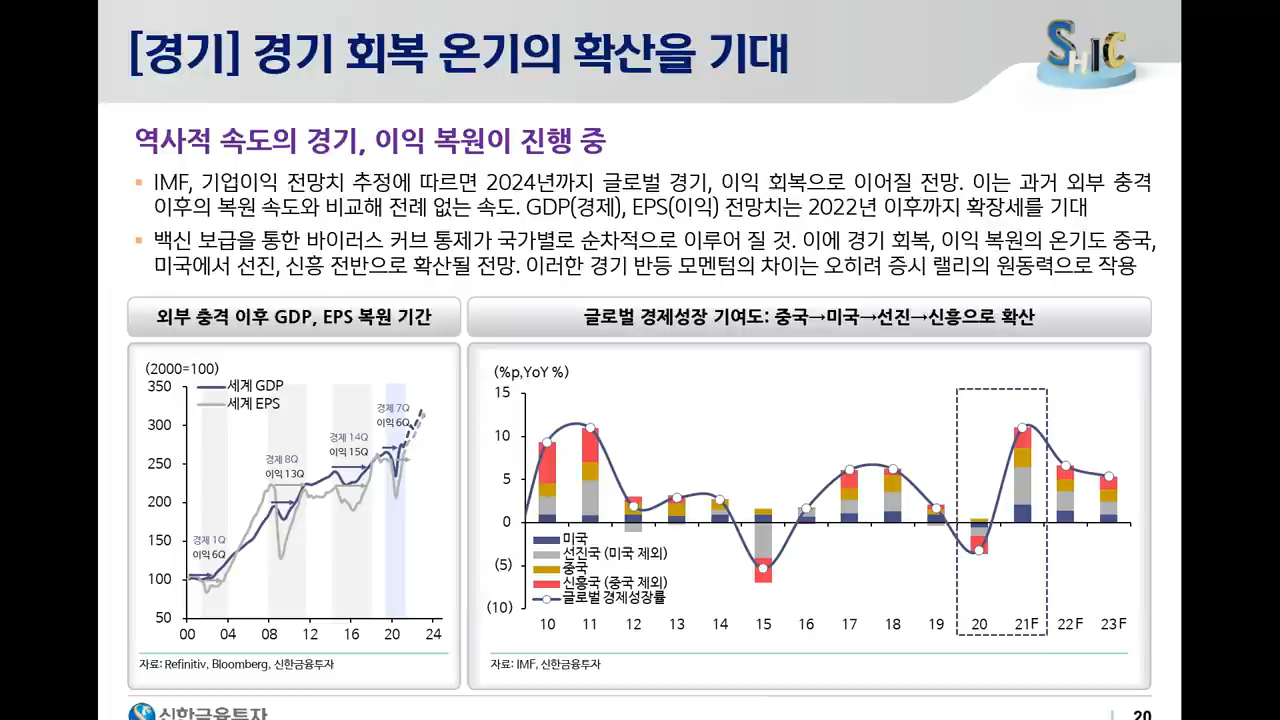 [경기] 경기 회복 온기의 확산을 기대
SHIC
역사적 속도의 경기, 이익 복원이 진행 중
IMF, 기업이익 전망치 추정에 따르면 2024년까지 글로벌 경기, 이익 회복으로 이어질 전망. 이는 과거 외부 충격
이후의 복원 속도와 비교해 전례 없는 속도. GDP(경제), EPS(이익) 전망치는 2022년 이후까지 확장세를 기대
백신 보급을 통한 바이러스 커브 통제가 국가별로 순차적으로 이루어 질 것. 이에 경기 회복, 이익 복원의 온기도 중국,
미국에서 선진, 신흥 전반으로 확산될 전망. 이러한 경기 반등 모멘텀의 차이는 오히려 증시 랠리의 원동력으로 작용
외부 충격 이후 GDP, EPS 복원 기간
(2000=100)
350
300
250
200
150
100
50
세계 GDP
세계 EPS
경제 7Q
이익 6Q
경제 14Q
이익 15Q
경제 8Q
이익 13Q
경제 1Q
이익 6Q
00 04 08 12 16 20 24
자료: Refinitiv, Bloomberg, 신한금융투자
글로벌 경제성장 기여도: 중국→미국→선진→신흥으로 확산
(%p,YoY %)
15
10
5
0
(5)
(10)
미국
선진국 (미국 제외)
중국
신흥국 (중국 제외)
글로벌 경제성장률
10 11 12 13 14 15 16 17 18 19 20 21F 22F 23F
자료: IMF, 신한금융투자
신한금융투자
20